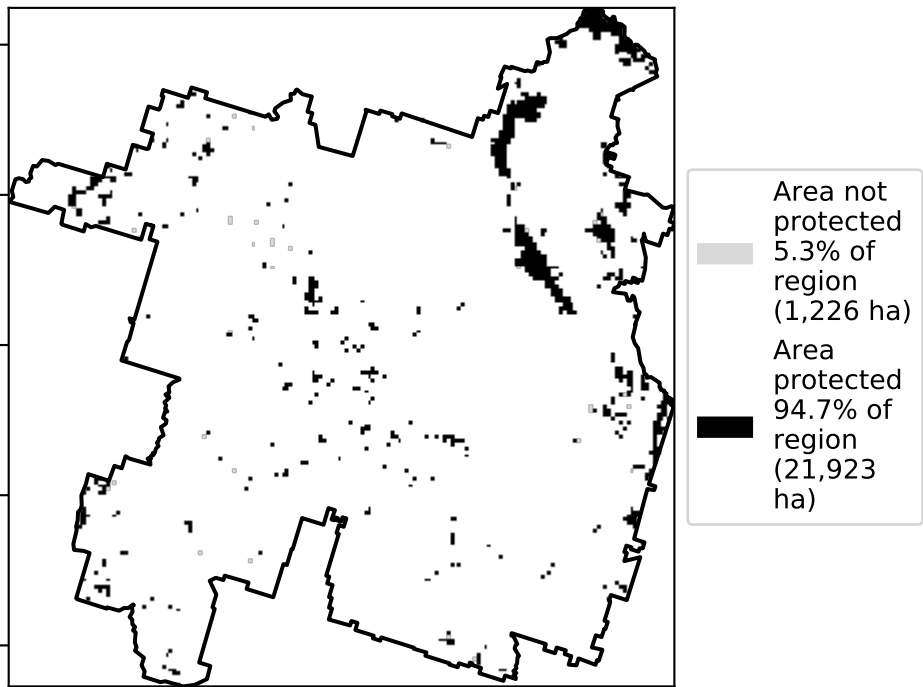 Area not
protected
5.3% of
region
(1,226 ha)
Area
protected
94.7% of
region
(21,923
ha)